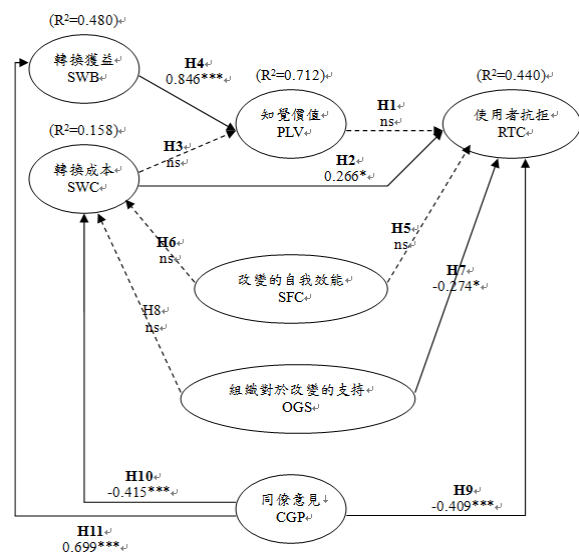 (R²=0.480)
轉換獲益
SWB
H4
0.846***
(R²=0.712)
知覺價值
PLV
H1
ns
(R²=0.440)
使用者抗拒
RTC
(R²=0.158)
轉換成本
SWC
H3
ns
H2
0.266*
H6
ns
H5
ns
改變的自我效能
SFC
H7
-0.274*
H8
ns
組織對於改變的支持
OGS
H10
-0.415***
同僚意見
CGP
H9
-0.409***
H11
0.699***